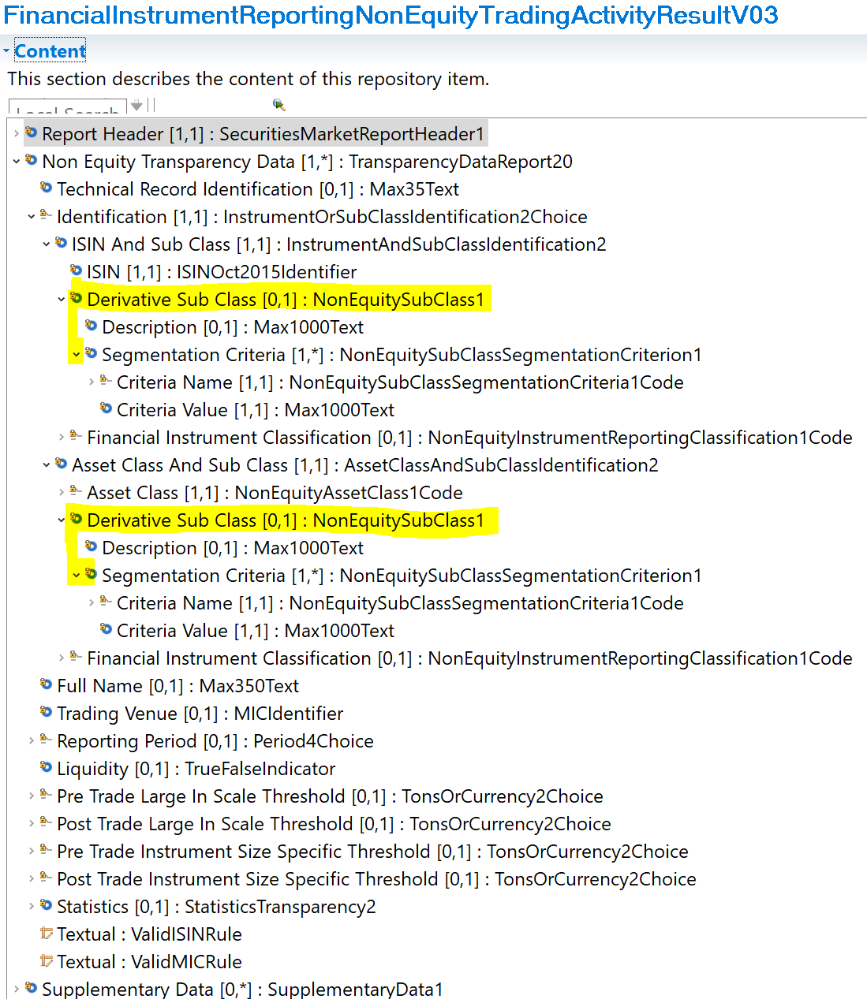 FinancialInstrumentReportingNonEquityTradingActivityResultV03
Content
This section describes the content of this repository item.
Local Search
Report Header [1,1] : SecuritiesMarketReportHeader1
Non Equity Transparency Data [1,*] : TransparencyDataReport20
Technical Record Identification [0,1] : Max35Text
Identification [1,1] : InstrumentOrSubClassIdentification2Choice
ISIN And Sub Class [1,1] : InstrumentAndSubClassIdentification2
ISIN [1,1] : ISINOct2015Identifier
Derivative Sub Class [0,1] : NonEquitySubClass1
Description [0,1] : Max1000Text
Segmentation Criteria [1,*] : NonEquitySubClassSegmentationCriterion1
Criteria Name [1,1] : NonEquitySubClassSegmentationCriteria1Code
Criteria Value [1,1] : Max1000Text
Financial Instrument Classification [0,1] : NonEquityInstrumentReportingClassification1Code
Asset Class And Sub Class [1,1] : AssetClassAndSubClassIdentification2
Asset Class [1,1] : NonEquityAssetClass1Code
Derivative Sub Class [0,1] : NonEquitySubClass1
Description [0,1] : Max1000Text
Segmentation Criteria [1,*] : NonEquitySubClassSegmentationCriterion1
Criteria Name [1,1] : NonEquitySubClassSegmentationCriteria1Code
Criteria Value [1,1] : Max1000Text
Financial Instrument Classification [0,1] : NonEquityInstrumentReportingClassification1Code
Full Name [0,1] : Max350Text
Trading Venue [0,1] : MICIdentifier
Reporting Period [0,1] : Period4Choice
Liquidity [0,1] : TrueFalseIndicator
Pre Trade Large In Scale Threshold [0,1] : TonsOrCurrency2Choice
Post Trade Large In Scale Threshold [0,1] : TonsOrCurrency2Choice
Pre Trade Instrument Size Specific Threshold [0,1] : TonsOrCurrency2Choice
Post Trade Instrument Size Specific Threshold [0,1] : TonsOrCurrency2Choice
Statistics [0,1] : StatisticsTransparency2
Textual : ValidISINRule
Textual : ValidMICRule
Supplementary Data [0,*] : SupplementaryData1